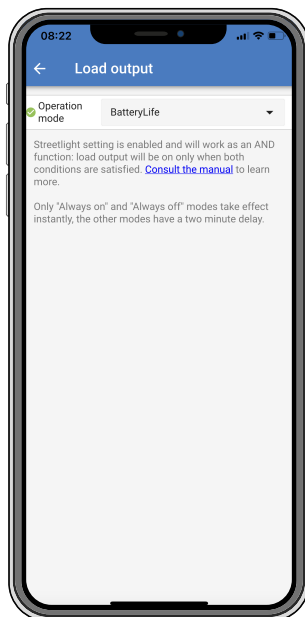 08:22
Load output
Operation
mode
BatteryLife
Streetlight setting is enabled and will work as an AND
function: load output will be on only when both
conditions are satisfied. Consult the manual to learn
more.
Only "Always on" and "Always off" modes take effect
instantly, the other modes have a two minute delay.